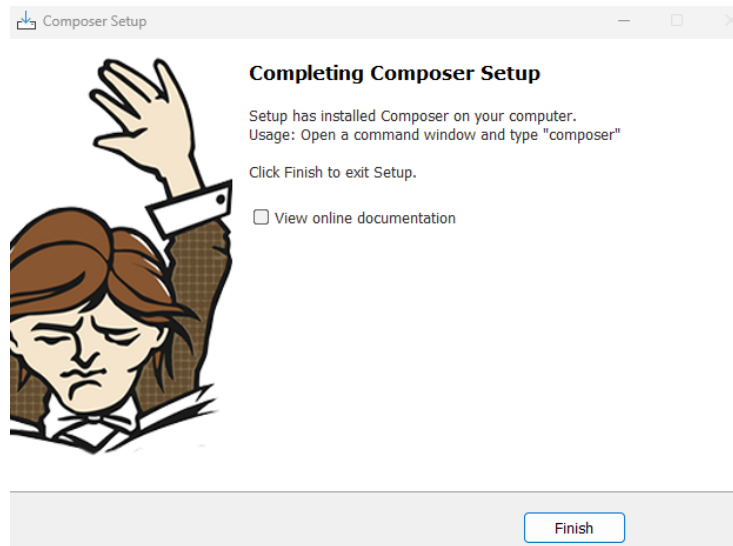 Composer Setup
Completing Composer Setup
Setup has installed Composer on your computer.
Usage: Open a command window and type "composer"
Click Finish to exit Setup.
View online documentation
Finish